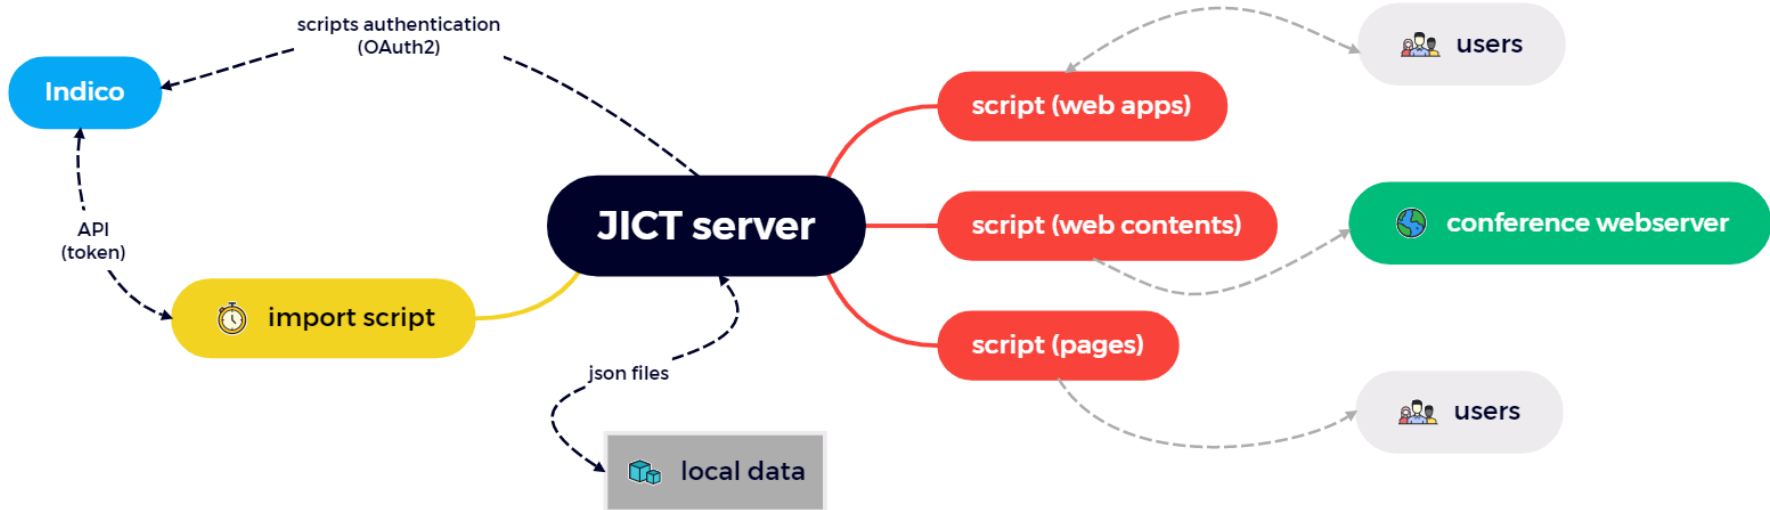 scripts authentication
(OAuth2)
users
Indico
script (web apps)
JICT server
script (web contents)
conference webserver
API
(token)
import script
script (pages)
json files
users
local data